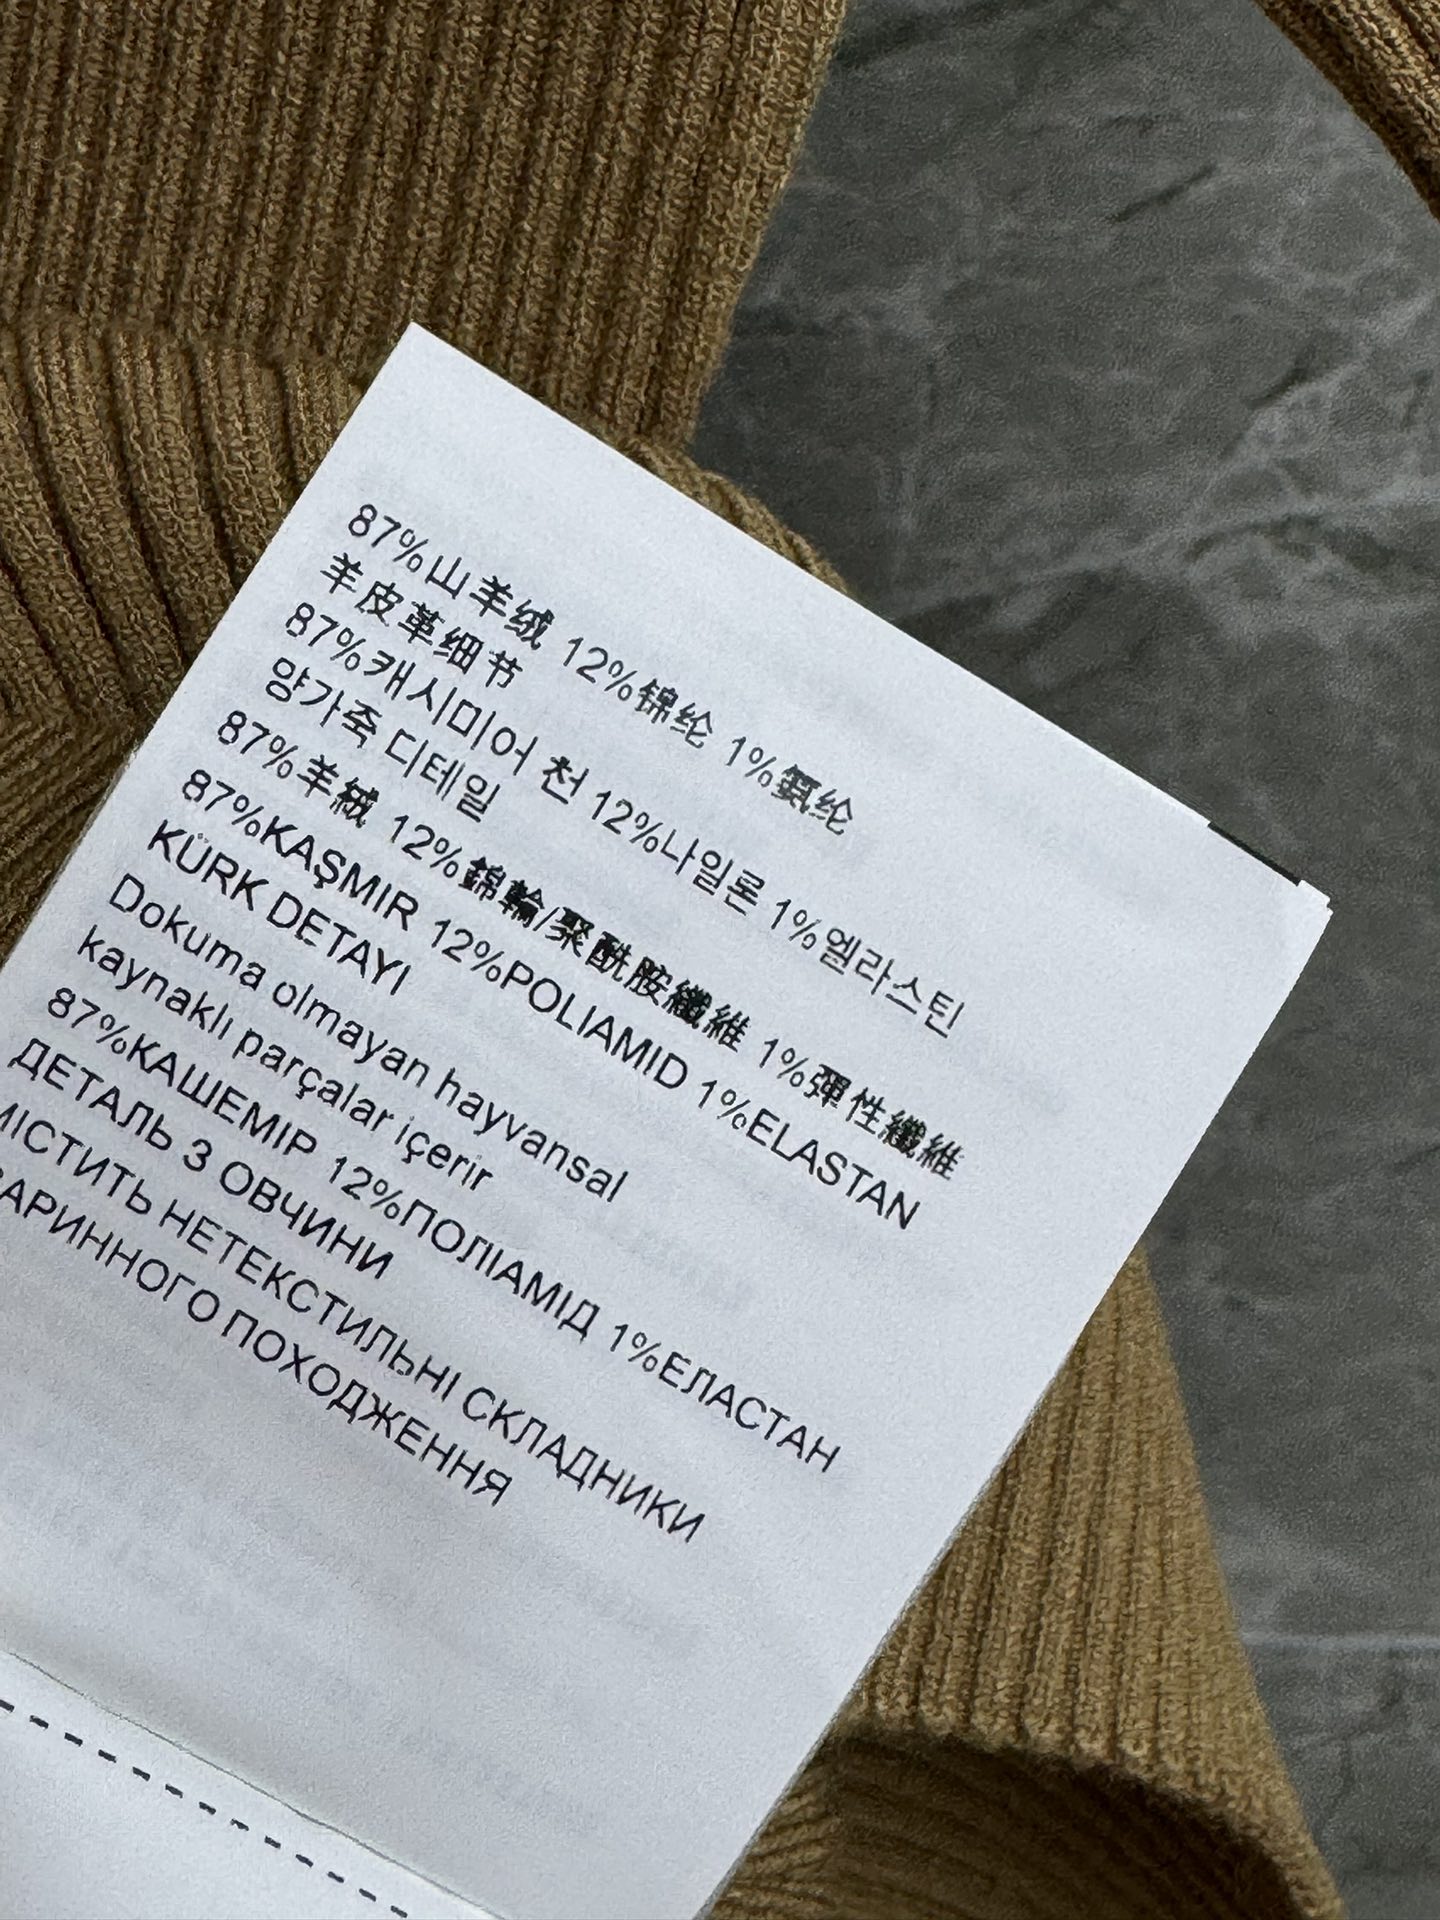 87%山羊绒 12%锦纶 1%氨纶
羊皮革细节
87%캐시미어 천 12%나일론 1%엘라스틴
양가죽 디테일
87%羊絨 12%錦輪/聚酰胺纖維 1%彈性纖維
87%KAŞMIR 12%POLIAMID 1%ELASTAN
KÜRK DETAYI
Dokuma olmayan hayvansal
kaynaklı parçalar içerir
87%КАШЕМІР 12%ПОЛІАМІД 1%ЕЛАСТАН
ДЕТАЛЬ З ОВЧИНИ
МІСТИТЬ НЕТЕКСТИЛЬНІ СКЛАДНИКИ
ПОХОДЖЕННЯ